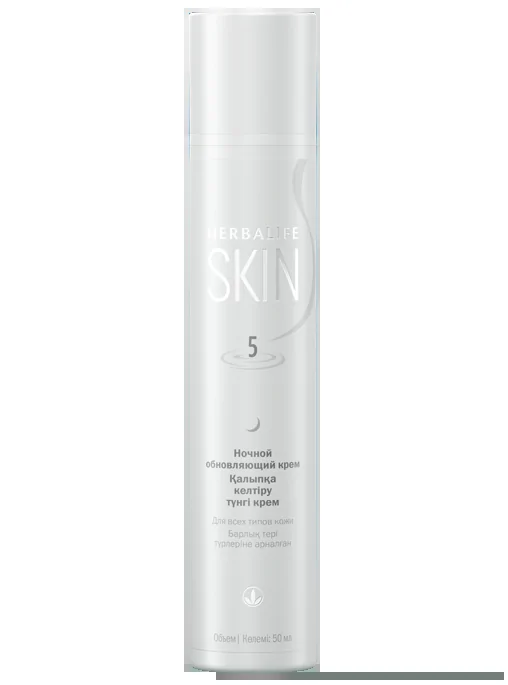 HERBALIFE
SKIN
5
Ночной
обновляющий крем
Қалыпқа
келтіру
түнгі крем
Для всех типов кожи
Барлық тері
түрлеріне арналған
Объем | Көлемі: 50 мл